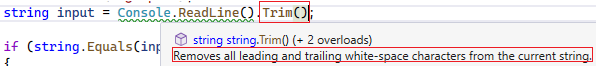 string input = Console.ReadLine().Trim();
string string.Trim() (+ 2 overloads)
if (string.Equals(inp
Removes all leading and trailing white-space characters from the current string.
{